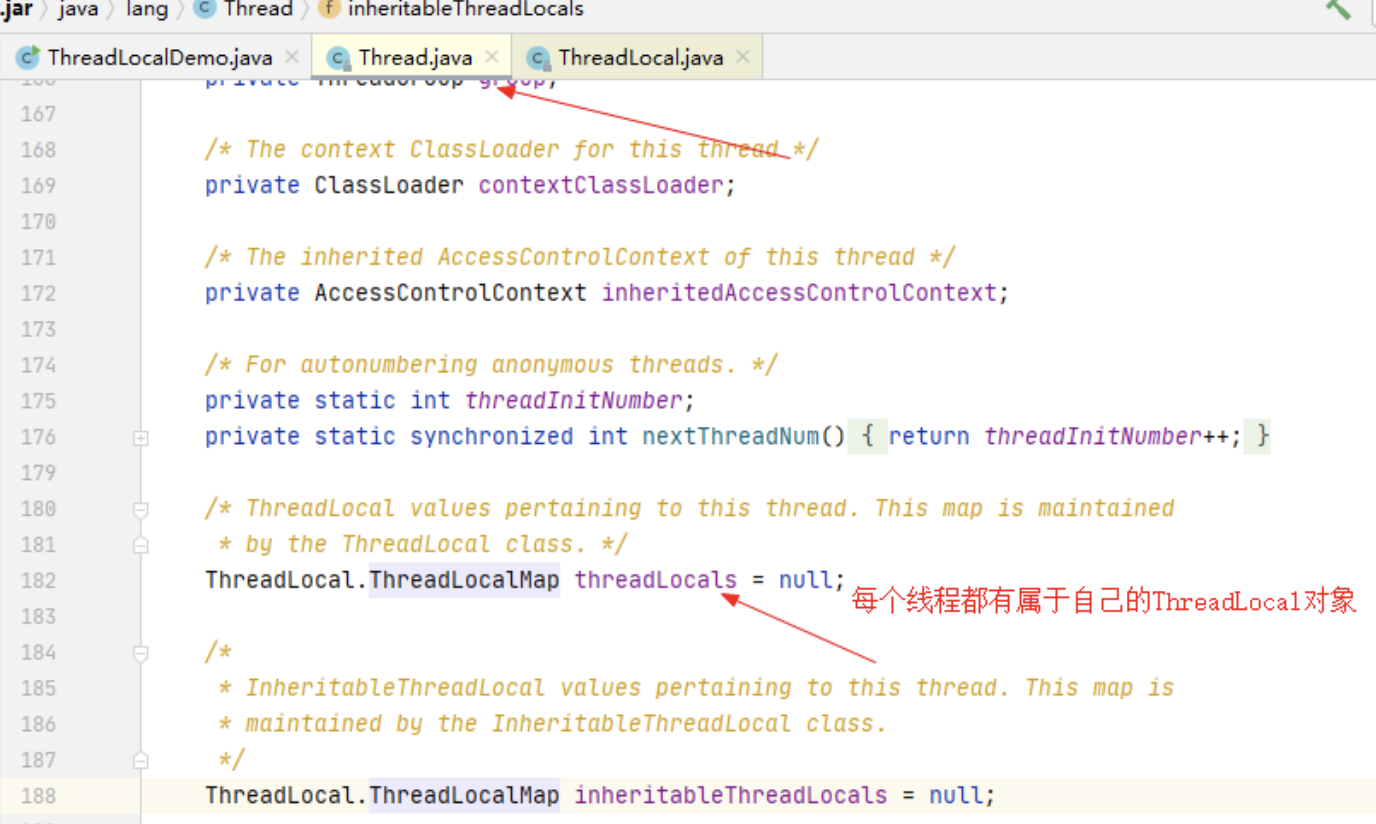 .jar 〉 java 〉 lang 〉 C Thread 〉 f inheritableThreadLocals
C ThreadLocalDemo.java × C Thread.java × C ThreadLocal.java ×
166 private ThreadGroup group;
167
168 /* The context ClassLoader for this thread */
169 private ClassLoader contextClassLoader;
170
171 /* The inherited AccessControlContext of this thread */
172 private AccessControlContext inheritedAccessControlContext;
173
174 /* For autonumbering anonymous threads. */
175 private static int threadInitNumber;
176 private static synchronized int nextThreadNum() { return threadInitNumber++; }
179
180 /* ThreadLocal values pertaining to this thread. This map is maintained
181 * by the ThreadLocal class. */
182 ThreadLocal.ThreadLocalMap threadLocals = null;
每个线程都有属于自己的ThreadLocal对象
183
184 /*
185 * InheritableThreadLocal values pertaining to this thread. This map is
186 * maintained by the InheritableThreadLocal class.
187 */
188 ThreadLocal.ThreadLocalMap inheritableThreadLocals = null;